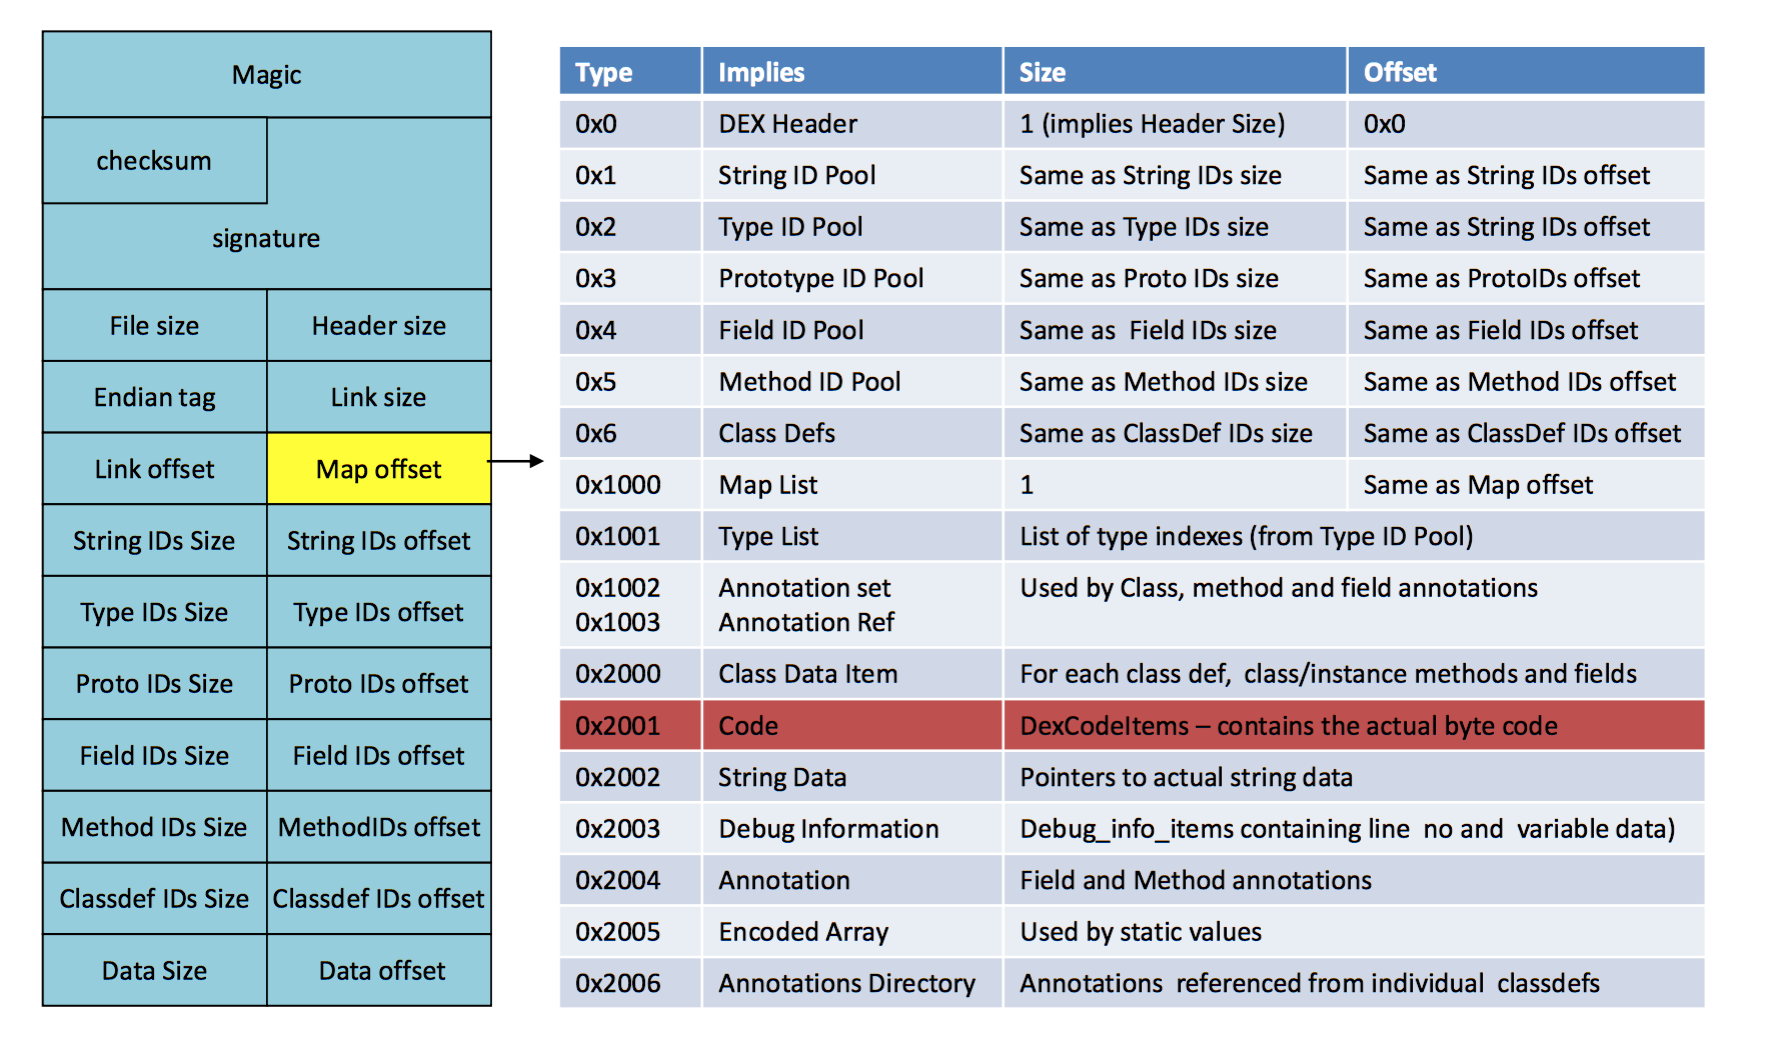 Magic
checksum
signature
File size Header size
Endian tag Link size
Link offset Map offset
String IDs Size String IDs offset
Type IDs Size Type IDs offset
Proto IDs Size Proto IDs offset
Field IDs Size Field IDs offset
Method IDs Size MethodIDs offset
Classdef IDs Size Classdef IDs offset
Data Size Data offset
Type Implies Size Offset
0x0 DEX Header 1 (implies Header Size) 0x0
0x1 String ID Pool Same as String IDs size Same as String IDs offset
0x2 Type ID Pool Same as Type IDs size Same as String IDs offset
0x3 Prototype ID Pool Same as Proto IDs size Same as ProtoIDs offset
0x4 Field ID Pool Same as Field IDs size Same as Field IDs offset
0x5 Method ID Pool Same as Method IDs size Same as Method IDs offset
0x6 Class Defs Same as ClassDef IDs size Same as ClassDef IDs offset
0x1000 Map List 1 Same as Map offset
0x1001 Type List List of type indexes (from Type ID Pool)
0x1002 Annotation set Used by Class, method and field annotations
0x1003 Annotation Ref
0x2000 Class Data Item For each class def, class/instance methods and fields
0x2001 Code DexCodeItems – contains the actual byte code
0x2002 String Data Pointers to actual string data
0x2003 Debug Information Debug_info_items containing line no and variable data)
0x2004 Annotation Field and Method annotations
0x2005 Encoded Array Used by static values
0x2006 Annotations Directory Annotations referenced from individual classdefs